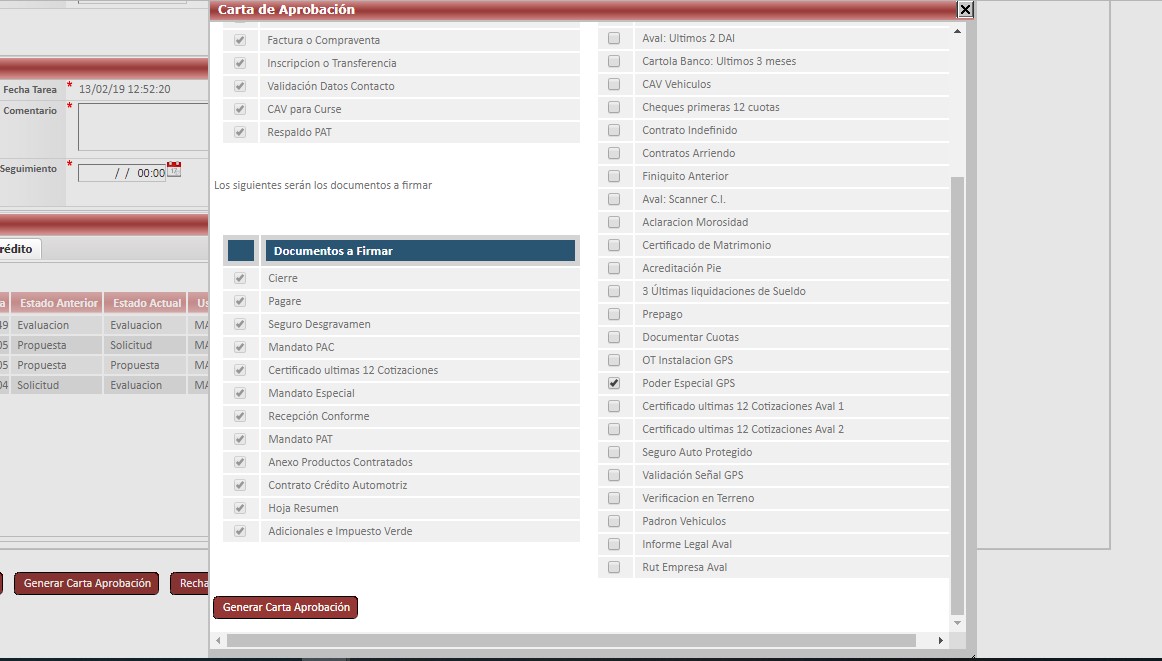 Carta de Aprobación
Fecha Tarea * 13/02/19 12:52:20
Comentario *
Seguimiento * / / 00:00
rédito
Estado Anterior Estado Actual
49 Evaluacion Evaluacion
05 Propuesta Solicitud
05 Propuesta Propuesta
04 Solicitud Evaluacion
Generar Carta Aprobación
Factura o Compraventa
Inscripcion o Transferencia
Validación Datos Contacto
CAV para Curse
Respaldo PAT
Los siguientes serán los documentos a firmar
Documentos a Firmar
Cierre
Pagare
Seguro Desgravamen
Mandato PAC
Certificado ultimas 12 Cotizaciones
Mandato Especial
Recepción Conforme
Mandato PAT
Anexo Productos Contratados
Contrato Crédito Automotriz
Hoja Resumen
Adicionales e Impuesto Verde
Generar Carta Aprobación
Aval: Ultimos 2 DAI
Cartola Banco: Ultimos 3 meses
CAV Vehiculos
Cheques primeras 12 cuotas
Contrato Indefinido
Contratos Arriendo
Finiquito Anterior
Aval: Scanner C.I.
Aclaracion Morosidad
Certificado de Matrimonio
Acreditación Pie
3 Últimas liquidaciones de Sueldo
Prepago
Documentar Cuotas
OT Instalacion GPS
Poder Especial GPS
Certificado ultimas 12 Cotizaciones Aval 1
Certificado ultimas 12 Cotizaciones Aval 2
Seguro Auto Protegido
Validación Señal GPS
Verificacion en Terreno
Padron Vehiculos
Informe Legal Aval
Rut Empresa Aval